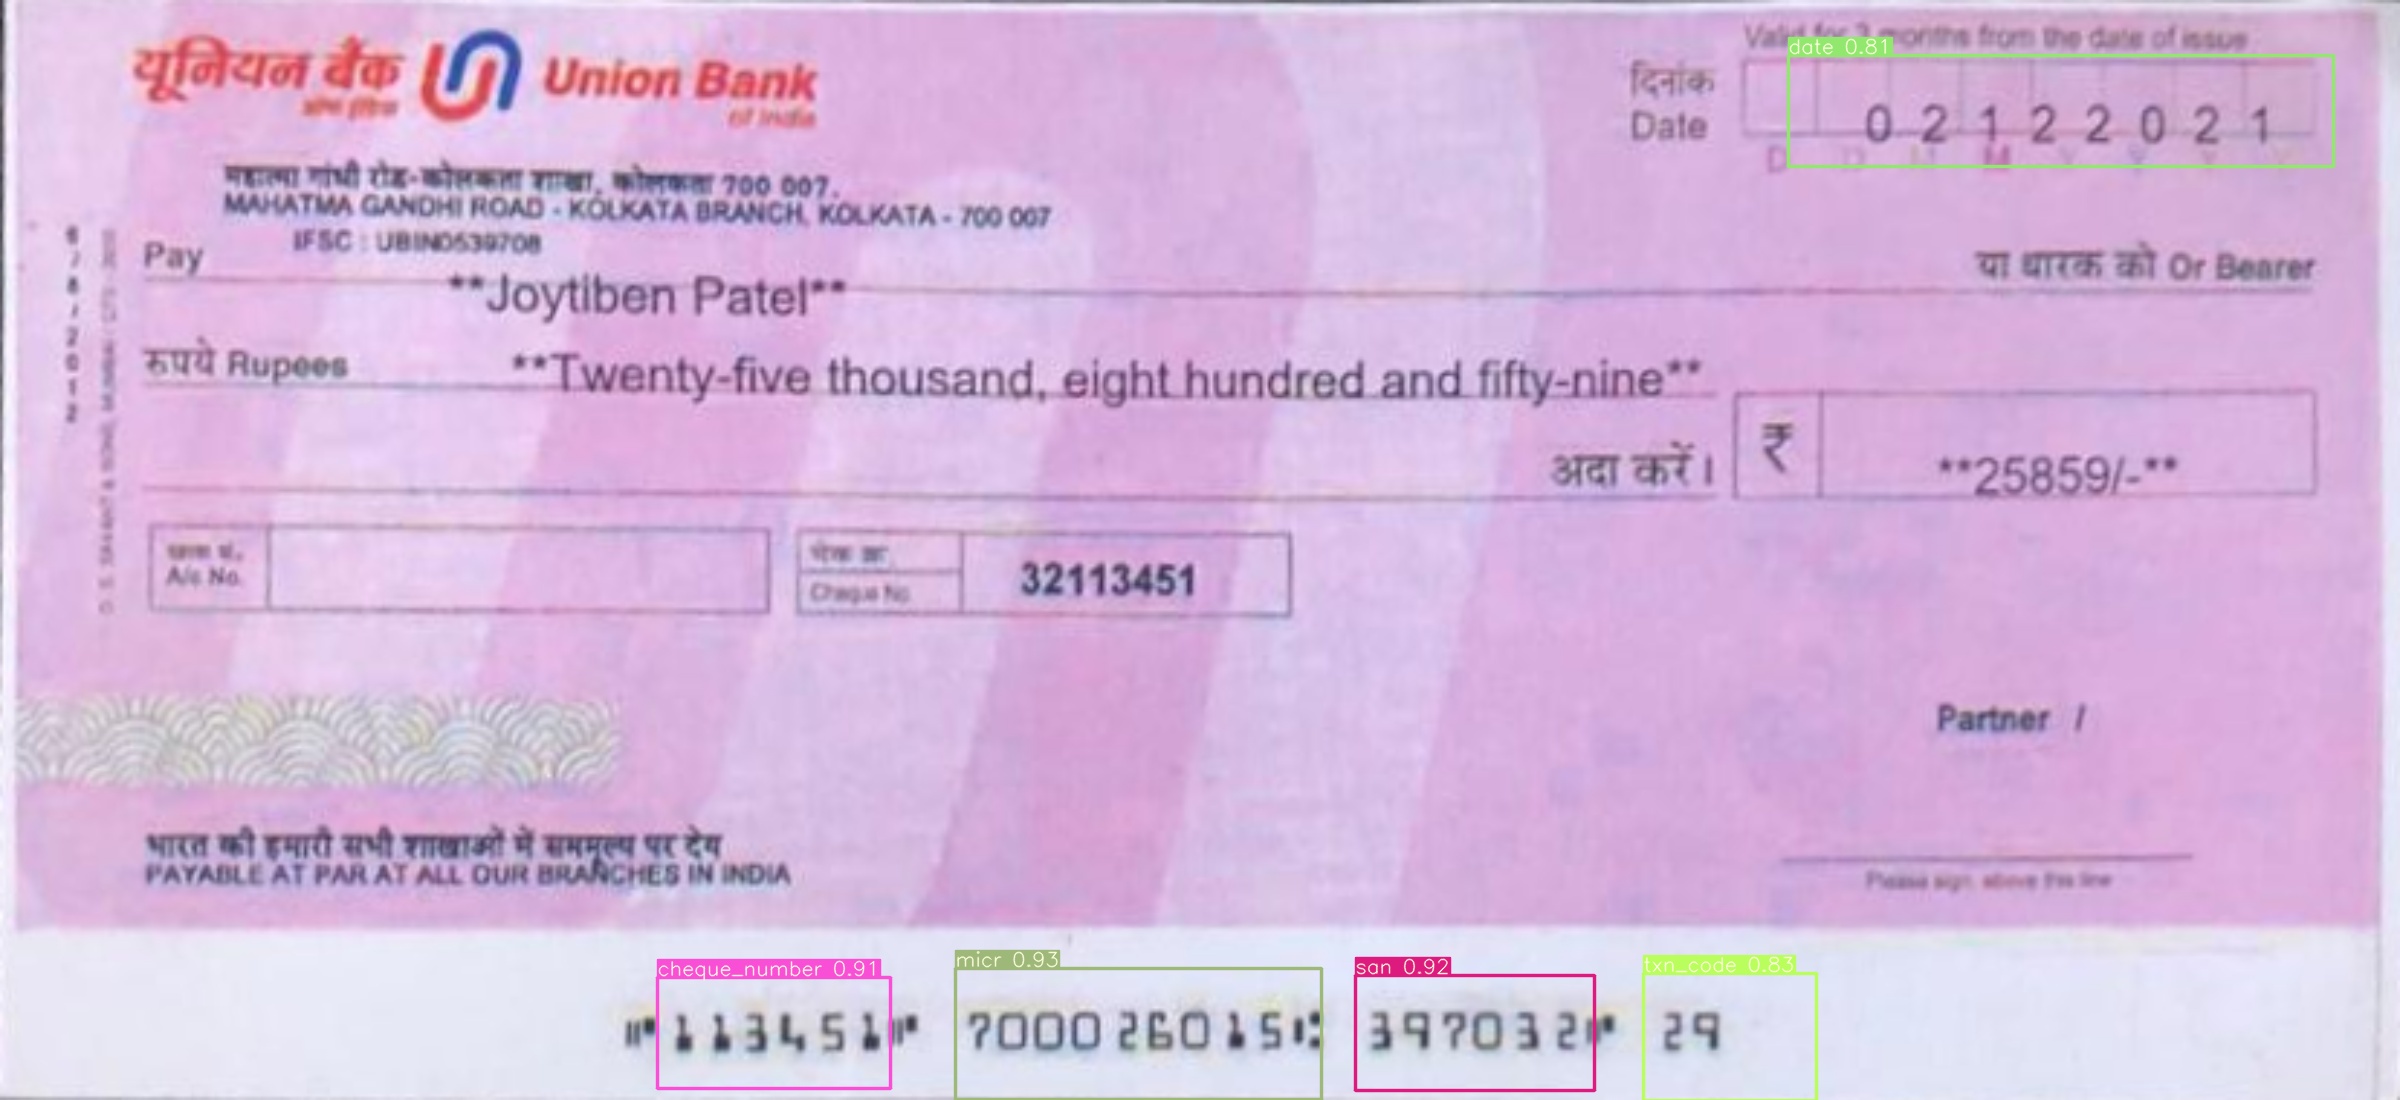 यूनियन बैंक Union Bank
ऑफ इंडिया of India
Valid for 3 months from the date of issue
date 0.81
दिनांक
Date
0 2 1 2 2 0 2 1
D D M M Y Y Y Y
महात्मा गांधी रोड-कोलकता शाखा, कोलकता 700 007.
MAHATMA GANDHI ROAD - KOLKATA BRANCH, KOLKATA - 700 007
IFSC : UBIN0539708
Pay
**Joytiben Patel**
या धारक को Or Bearer
रुपये Rupees **Twenty-five thousand, eight hundred and fifty-nine**
अदा करें। ₹ **25859/-**
खाता सं.
A/c No.
चेक क्र.
Cheque No.
32113451
Partner /
भारत की हमारी सभी शाखाओं में सममूल्य पर देय
PAYABLE AT PAR AT ALL OUR BRANCHES IN INDIA
Please sign above this line
cheque_number 0.91 micr 0.93 san 0.92 txn_code 0.83
⑈113451⑈ 700026015⑆ 397032⑈ 29